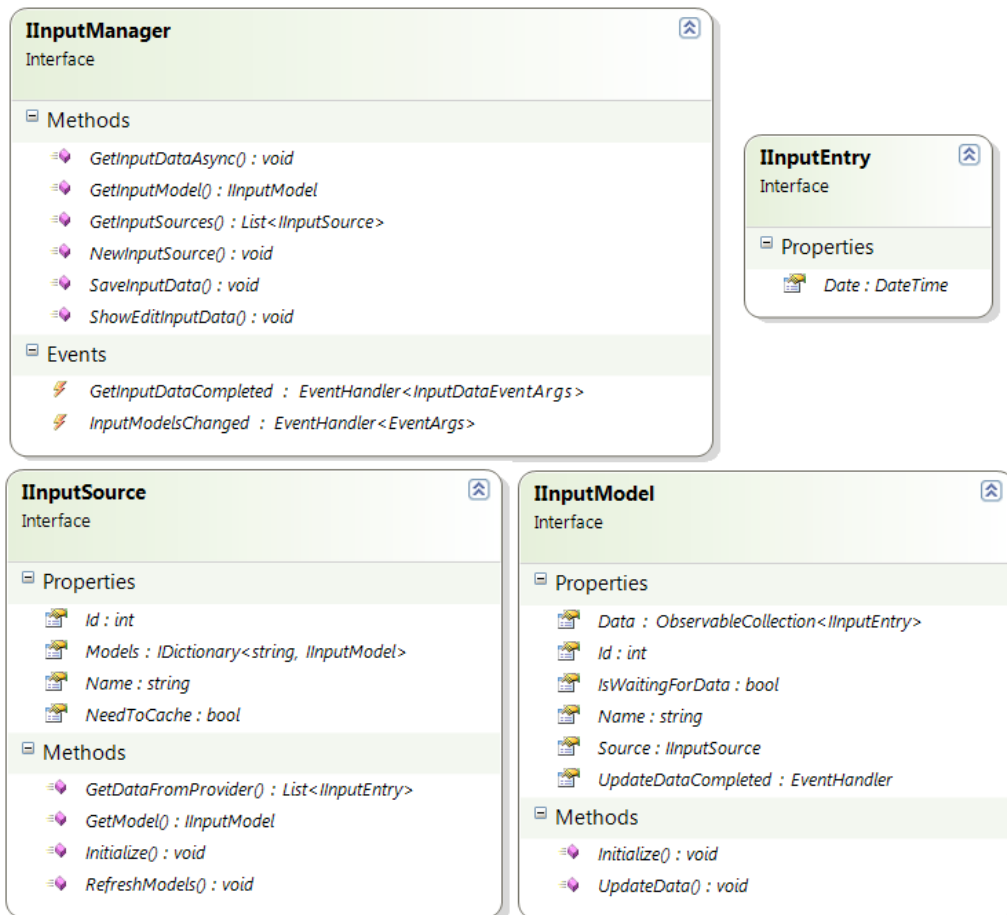 IInputManager
Interface
Methods
GetInputDataAsync() : void
GetInputModel() : IInputModel
GetInputSources() : List<IInputSource>
NewInputSource() : void
SaveInputData() : void
ShowEditInputData() : void
Events
GetInputDataCompleted : EventHandler<InputDataEventArgs>
InputModelsChanged : EventHandler<EventArgs>
IInputEntry
Interface
Properties
Date : DateTime
IInputSource
Interface
Properties
Id : int
Models : IDictionary<string, IInputModel>
Name : string
NeedToCache : bool
Methods
GetDataFromProvider() : List<IInputEntry>
GetModel() : IInputModel
Initialize() : void
RefreshModels() : void
IInputModel
Interface
Properties
Data : ObservableCollection<IInputEntry>
Id : int
IsWaitingForData : bool
Name : string
Source : IInputSource
UpdateDataCompleted : EventHandler
Methods
Initialize() : void
UpdateData() : void